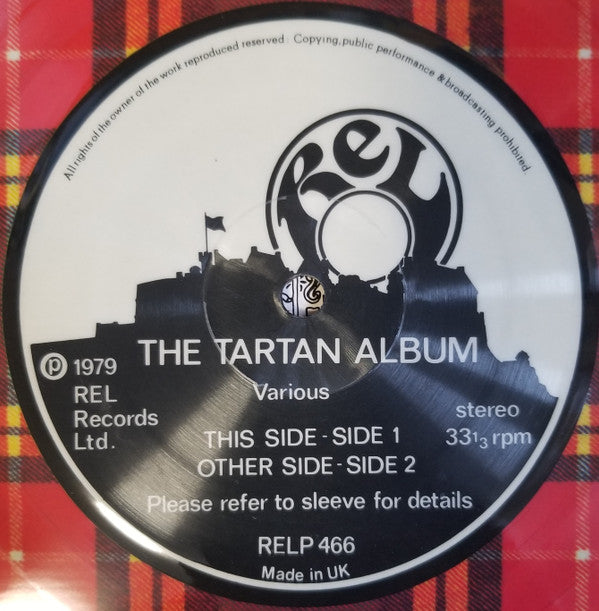 All rights of the owner of the work reproduced reserved. Copying, public performance & broadcasting prohibited.
ReL
THE TARTAN ALBUM
℗ 1979
REL
Records
Ltd.
Various
stereo
33 1/3 rpm
THIS SIDE - SIDE 1
OTHER SIDE - SIDE 2
Please refer to sleeve for details
RELP 466
Made in UK